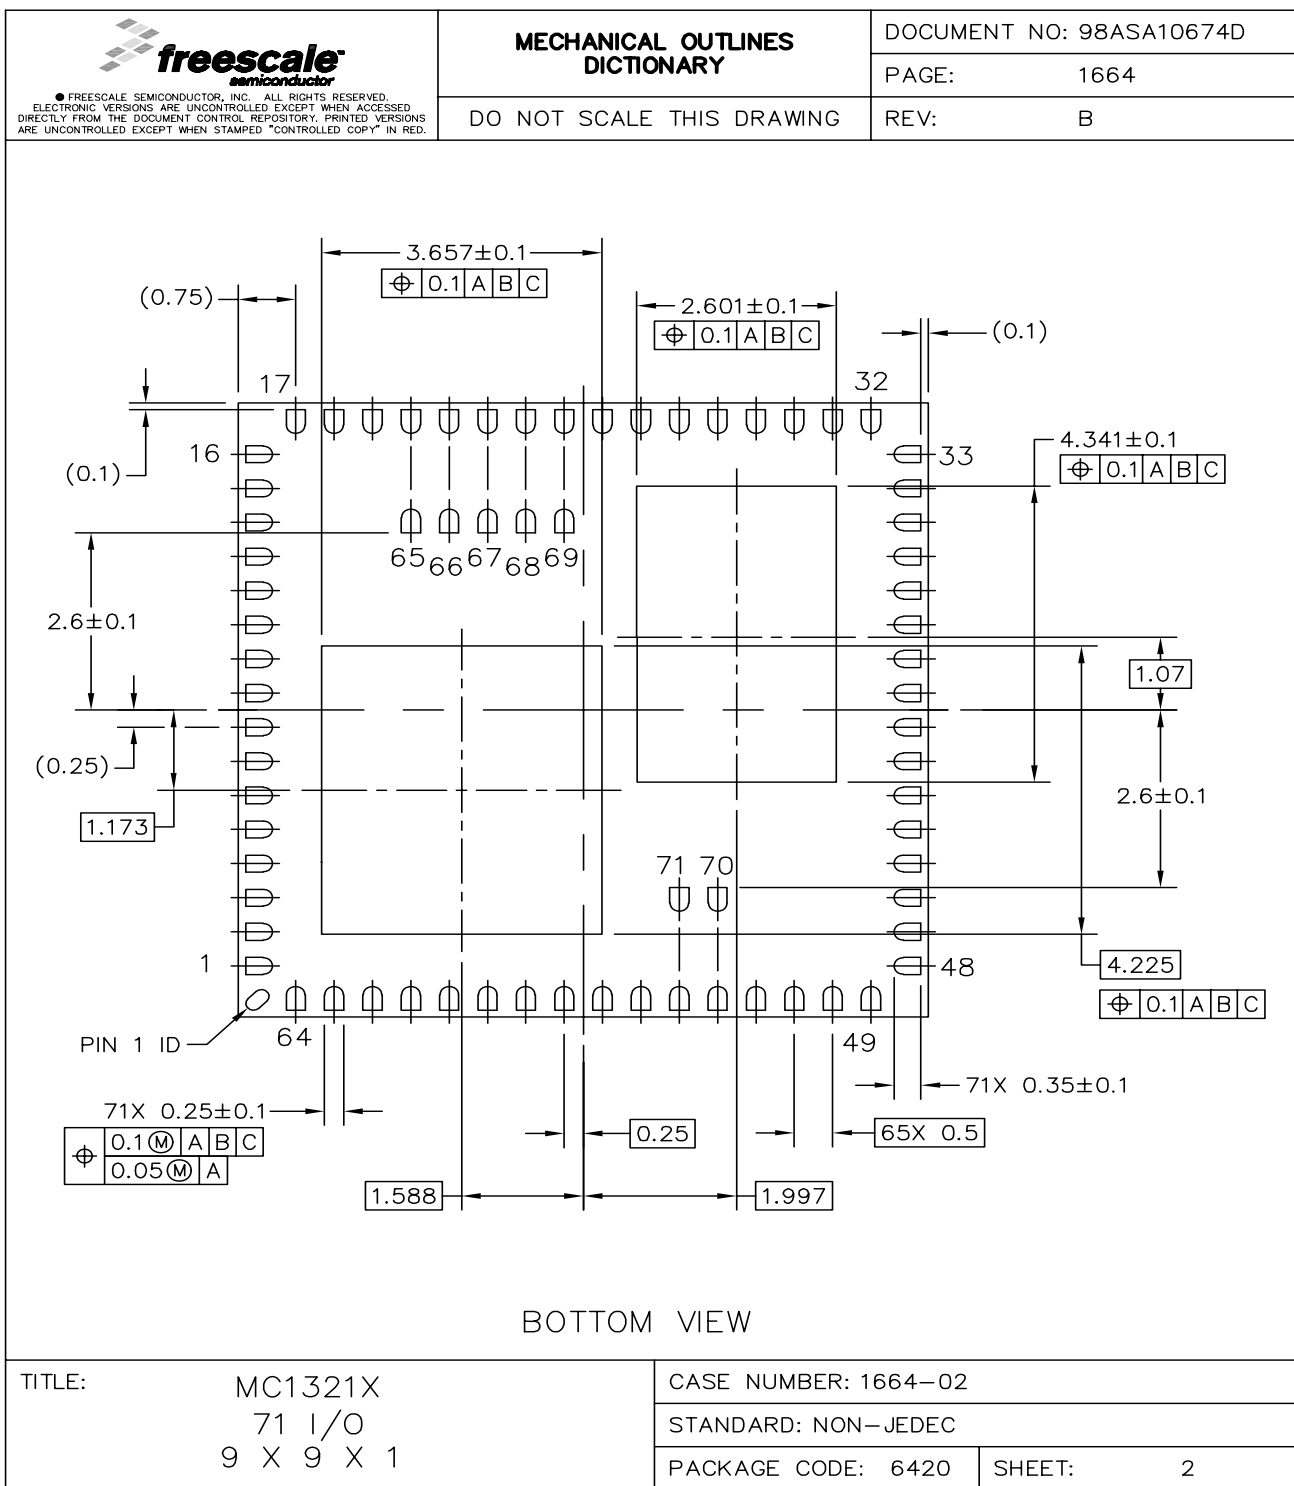 freescale™
semiconductor
● FREESCALE SEMICONDUCTOR, INC. ALL RIGHTS RESERVED.
ELECTRONIC VERSIONS ARE UNCONTROLLED EXCEPT WHEN ACCESSED
DIRECTLY FROM THE DOCUMENT CONTROL REPOSITORY. PRINTED VERSIONS
ARE UNCONTROLLED EXCEPT WHEN STAMPED "CONTROLLED COPY" IN RED.
MECHANICAL OUTLINES
DICTIONARY
DO NOT SCALE THIS DRAWING
DOCUMENT NO: 98ASA10674D
PAGE: 1664
REV: B
3.657±0.1
⌖ 0.1 A B C
(0.75)
2.601±0.1
⌖ 0.1 A B C
(0.1)
17
32
16
33
(0.1)
4.341±0.1
⌖ 0.1 A B C
65
66
67
68
69
2.6±0.1
1.07
(0.25)
2.6±0.1
1.173
71 70
1
48
4.225
⌖ 0.1 A B C
64
49
PIN 1 ID
71X 0.35±0.1
71X 0.25±0.1
⌖ 0.1Ⓜ A B C
0.05Ⓜ A
0.25
65X 0.5
1.588
1.997
BOTTOM VIEW
TITLE:
MC1321X
71 I/O
9 X 9 X 1
CASE NUMBER: 1664-02
STANDARD: NON-JEDEC
PACKAGE CODE: 6420
SHEET: 2